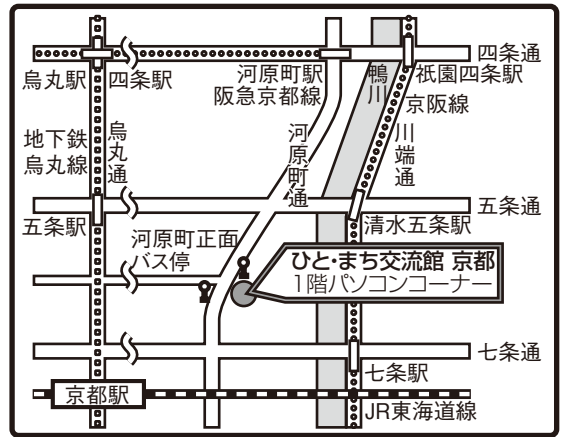 四条通
烏丸駅
四条駅
河原町駅
阪急京都線
鴨川
祇園四条駅
京阪線
地下鉄
烏丸線
烏丸通
河原町通
川端通
五条通
五条駅
清水五条駅
河原町正面
バス停
ひと・まち交流館 京都
1階パソコンコーナー
七条通
七条駅
京都駅
JR東海道線